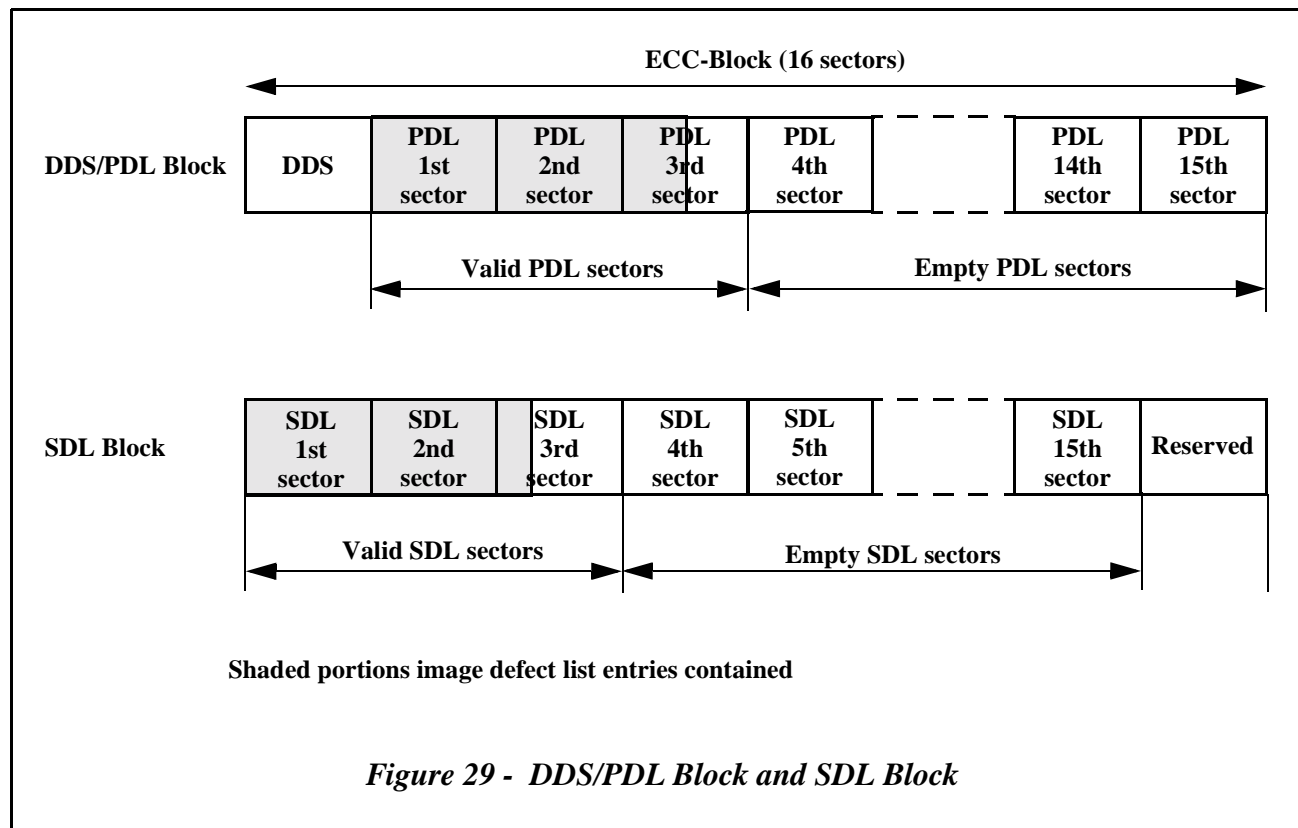 ECC-Block (16 sectors)
DDS/PDL Block
DDS
PDL
1st
sector
PDL
2nd
sector
PDL
3rd
sector
PDL
4th
sector
PDL
14th
sector
PDL
15th
sector
Valid PDL sectors
Empty PDL sectors
SDL Block
SDL
1st
sector
SDL
2nd
sector
SDL
3rd
sector
SDL
4th
sector
SDL
5th
sector
SDL
15th
sector
Reserved
Valid SDL sectors
Empty SDL sectors
Shaded portions image defect list entries contained
Figure 29 - DDS/PDL Block and SDL Block